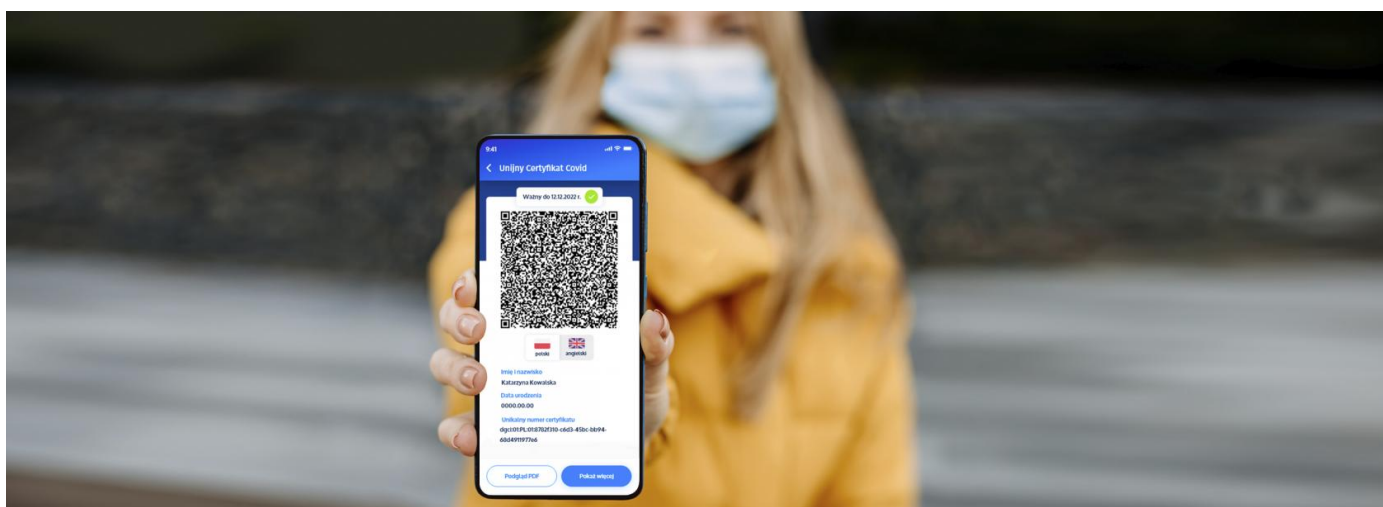 9:41
Unijny Certyfikat Covid
Ważny do 12.12.2022 r.
polski angielski
Imię i nazwisko
Katarzyna Kowalska
Data urodzenia
0000.00.00
Unikalny numer certyfikatu
dgci:01:PL:01:8782f310-c6d3-45bc-bb94-
68d4911977e6
Podgląd PDF Pokaż więcej